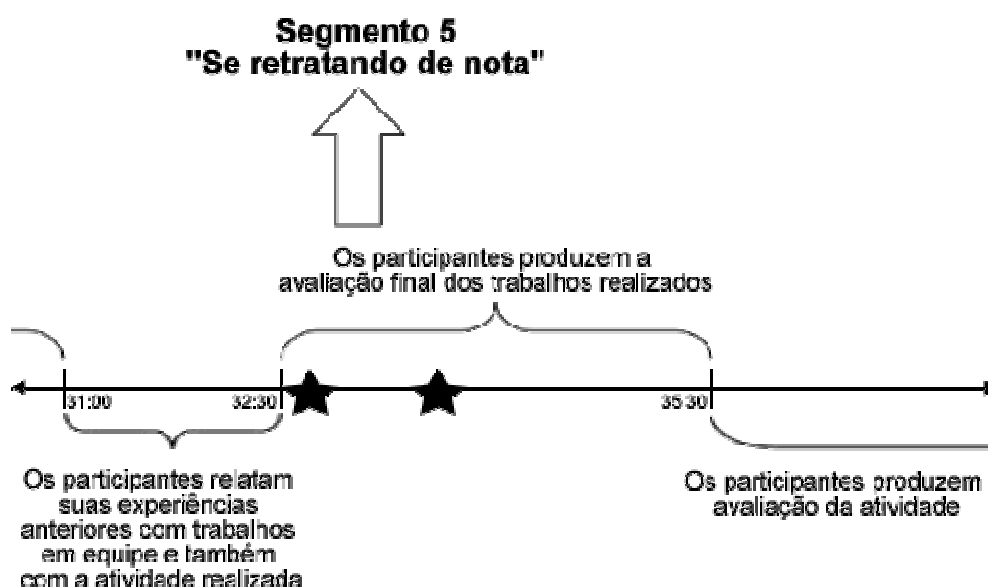 Segmento 5
"Se retratando de nota"
Os participantes produzem a
avaliação final dos trabalhos realizados
31:00
32:30
35:30
Os participantes relatam
suas experiências
anteriores com trabalhos
em equipe e também
com a atividade realizada
Os participantes produzem
avaliação da atividade